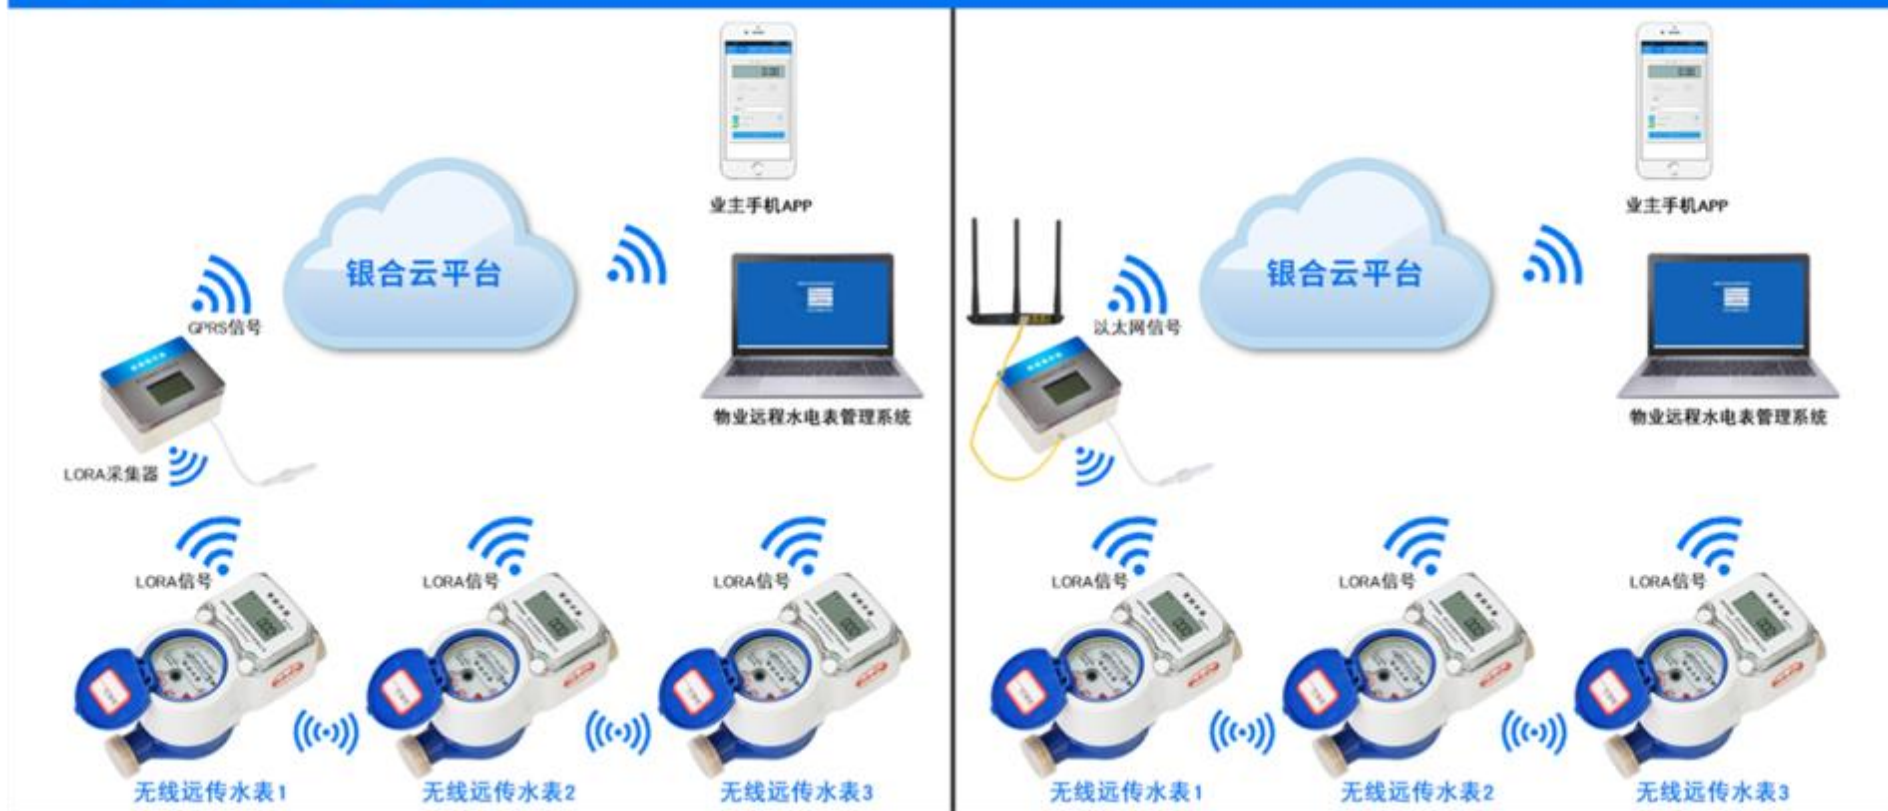 业主手机APP
银合云平台
GPRS信号
物业远程水电表管理系统
LORA采集器
LORA信号
LORA信号
LORA信号
无线远传水表1
无线远传水表2
无线远传水表3
业主手机APP
银合云平台
以太网信号
物业远程水电表管理系统
LORA信号
LORA信号
LORA信号
无线远传水表1
无线远传水表2
无线远传水表3